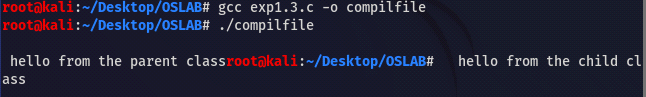 root@kali:~/Desktop/OSLAB# gcc exp1.3.c -o compilfile
root@kali:~/Desktop/OSLAB# ./compilfile
hello from the parent classroot@kali:~/Desktop/OSLAB#   hello from the child cl
ass